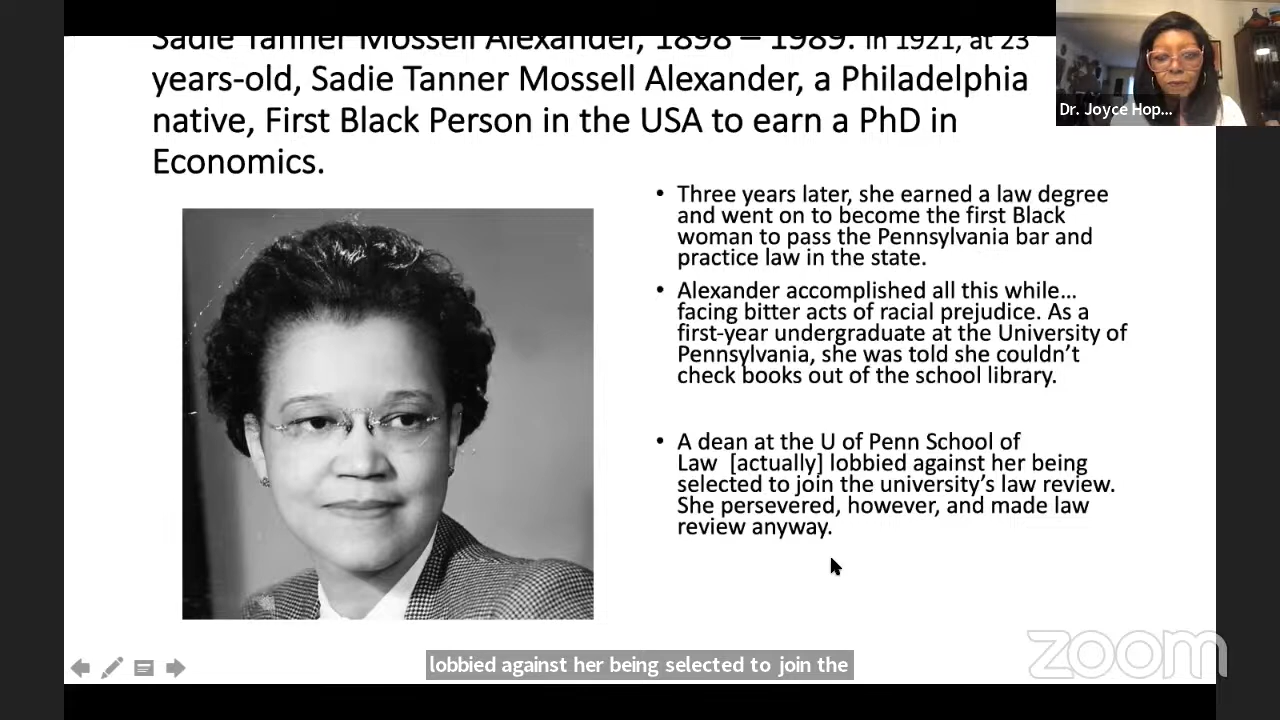 Sadie Tanner Mossell Alexander, 1898 – 1989. In 1921, at 23
years-old, Sadie Tanner Mossell Alexander, a Philadelphia
native, First Black Person in the USA to earn a PhD in
Economics.
Dr. Joyce Hop...
• Three years later, she earned a law degree
and went on to become the first Black
woman to pass the Pennsylvania bar and
practice law in the state.
• Alexander accomplished all this while…
facing bitter acts of racial prejudice. As a
first-year undergraduate at the University of
Pennsylvania, she was told she couldn’t
check books out of the school library.
• A dean at the U of Penn School of
Law [actually] lobbied against her being
selected to join the university’s law review.
She persevered, however, and made law
review anyway.
zoom
lobbied against her being selected to join the